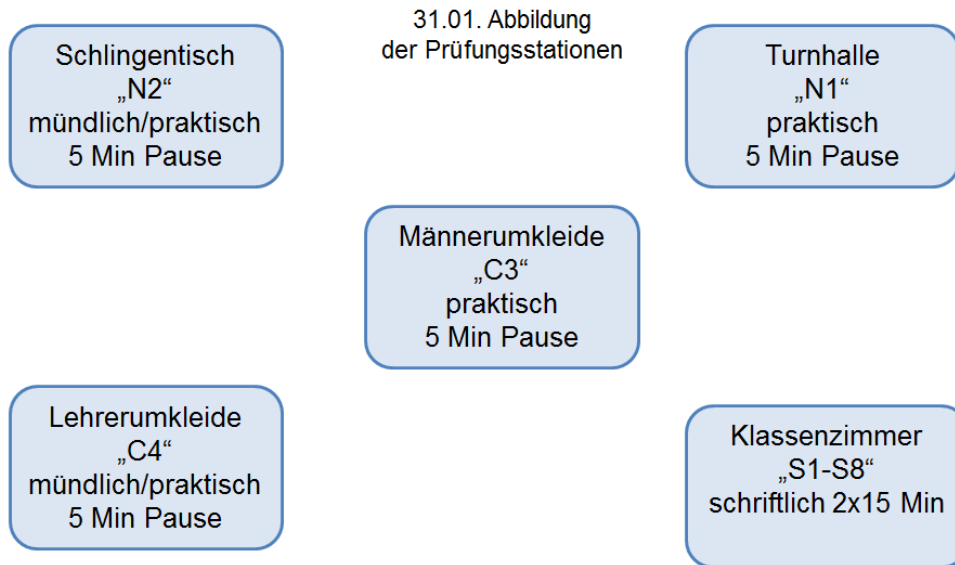 31.01. Abbildung
der Prüfungsstationen
Schlingentisch
„N2“
mündlich/praktisch
5 Min Pause
Turnhalle
„N1“
praktisch
5 Min Pause
Männerumkleide
„C3“
praktisch
5 Min Pause
Lehrerumkleide
„C4“
mündlich/praktisch
5 Min Pause
Klassenzimmer
„S1-S8“
schriftlich 2x15 Min